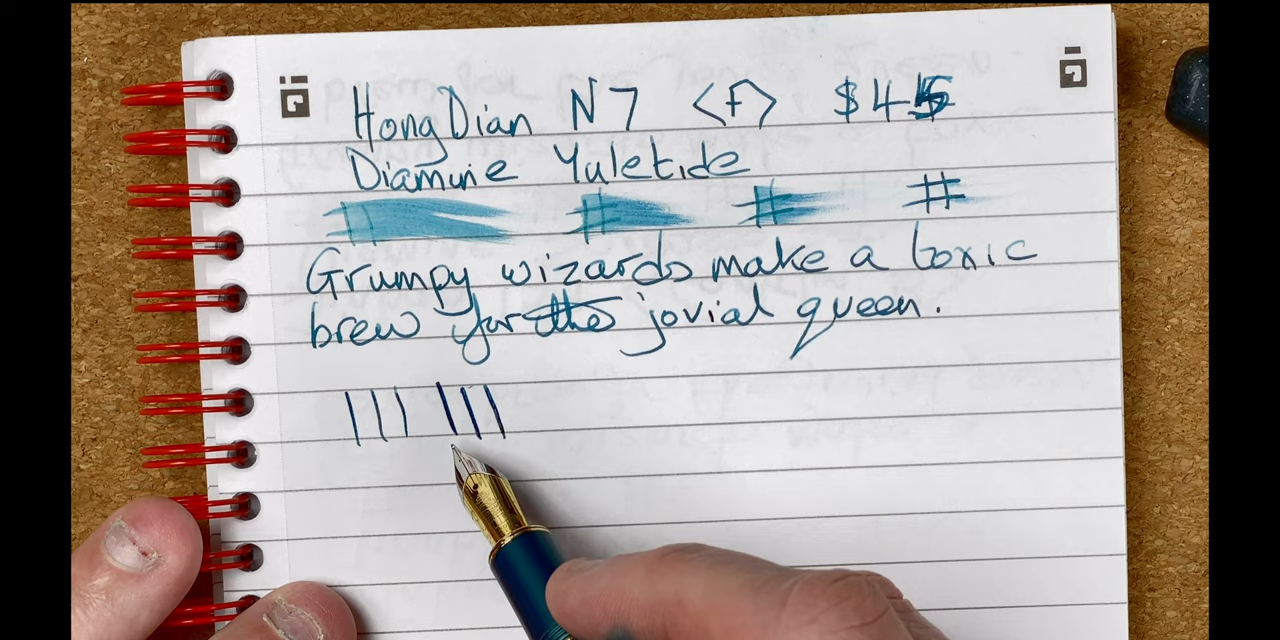 HongDian N7 <F> $45
Diamine Yuletide
# # # #
Grumpy wizards make a toxic
brew for the jovial queen.